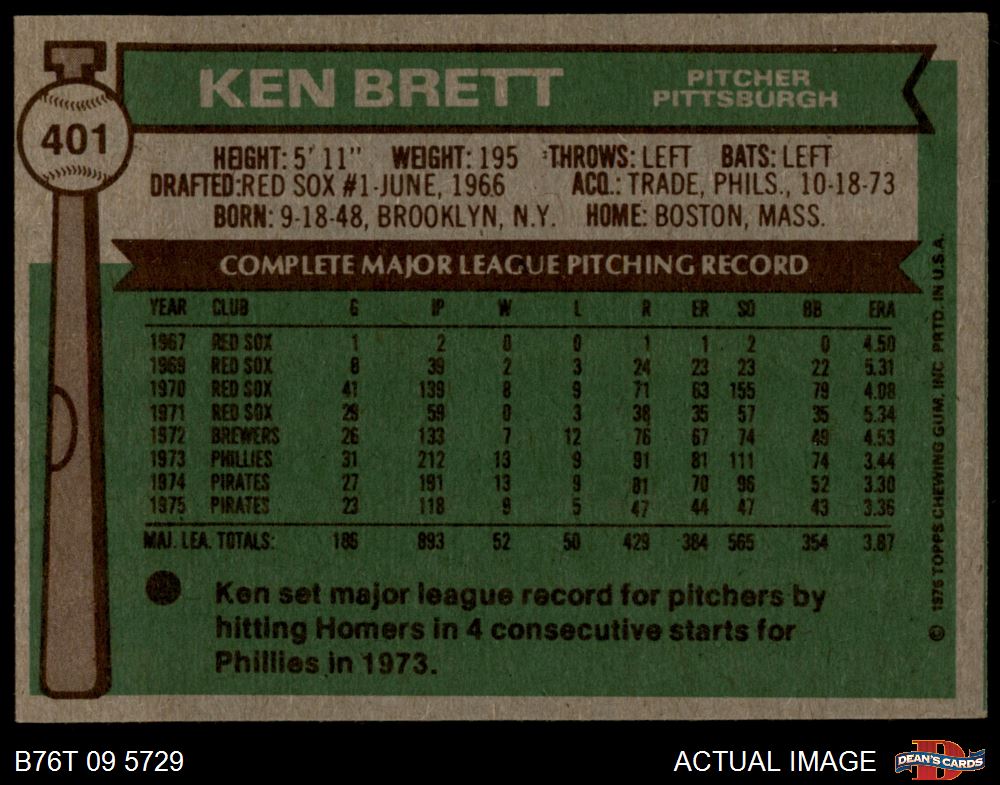 KEN BRETT
PITCHER
PITTSBURGH
401
HEIGHT: 5' 11" WEIGHT: 195 THROWS: LEFT BATS: LEFT
DRAFTED: RED SOX #1-JUNE, 1966 ACQ.: TRADE, PHILS., 10-18-73
BORN: 9-18-48, BROOKLYN, N.Y. HOME: BOSTON, MASS.
COMPLETE MAJOR LEAGUE PITCHING RECORD
YEAR CLUB G IP W L R ER SO BB ERA
1967 RED SOX 1 2 0 0 1 1 2 0 4.50
1969 RED SOX 8 39 2 3 24 23 23 22 5.31
1970 RED SOX 41 139 8 9 71 63 155 79 4.08
1971 RED SOX 29 59 0 3 38 35 57 35 5.34
1972 BREWERS 26 133 7 12 76 67 74 49 4.53
1973 PHILLIES 31 212 13 9 91 81 111 74 3.44
1974 PIRATES 27 191 13 9 81 70 96 52 3.30
1975 PIRATES 23 118 9 5 47 44 47 43 3.36
MAJ. LEA. TOTALS: 186 893 52 50 429 384 565 354 3.87
Ken set major league record for pitchers by
hitting Homers in 4 consecutive starts for
Phillies in 1973.
© 1976 TOPPS CHEWING GUM, INC. PRTD. IN U.S.A.
B76T 09 5729
ACTUAL IMAGE
DEAN'S CARDS